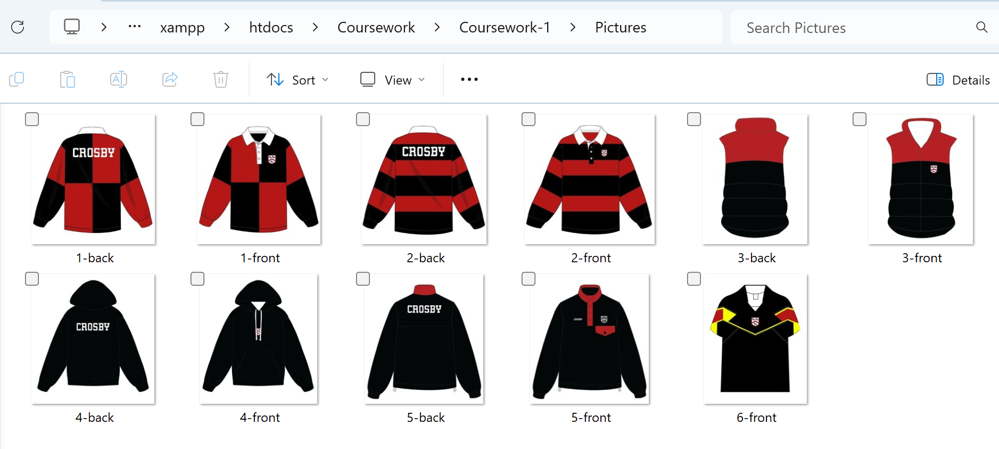 xampp > htdocs > Coursework > Coursework-1 > Pictures
Search Pictures
Sort
View
Details
CROSBY
CROSBY
1-back
1-front
2-back
2-front
3-back
3-front
CROSBY
CROSBY
CROSBY
4-back
4-front
5-back
5-front
6-front